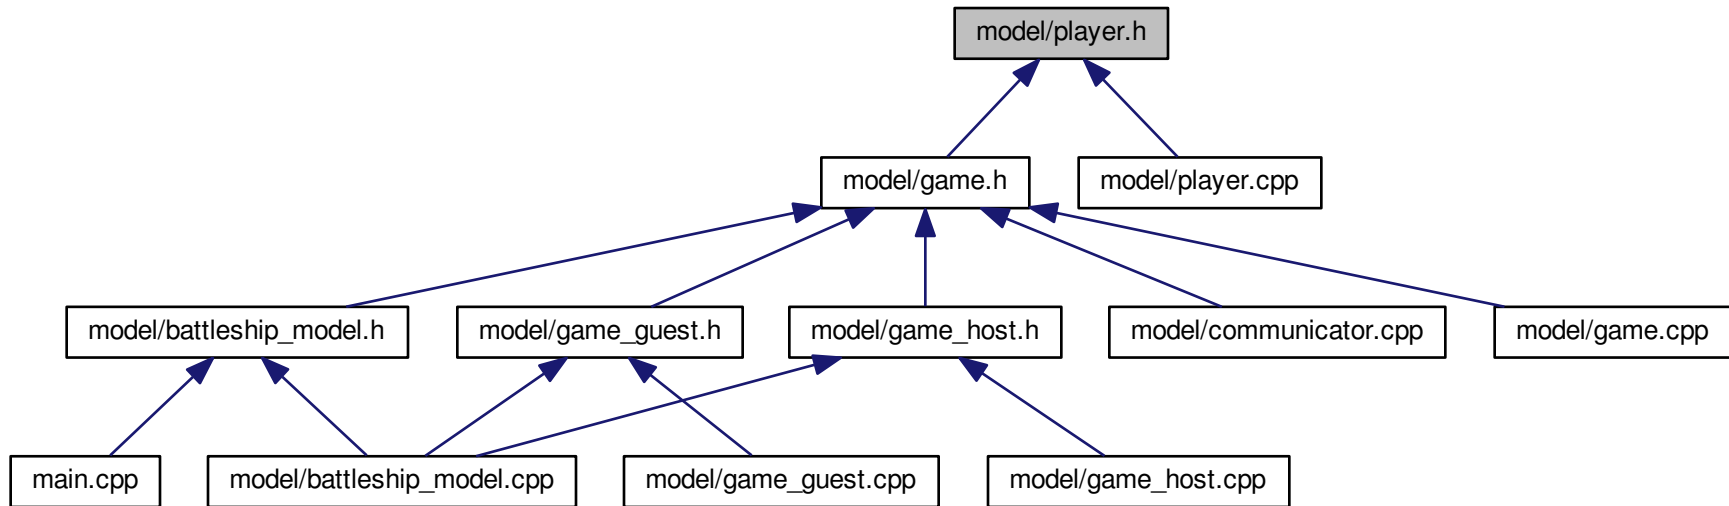 model/player.h
model/game.h
model/player.cpp
model/battleship_model.h
model/game_guest.h
model/game_host.h
model/communicator.cpp
model/game.cpp
main.cpp
model/battleship_model.cpp
model/game_guest.cpp
model/game_host.cpp